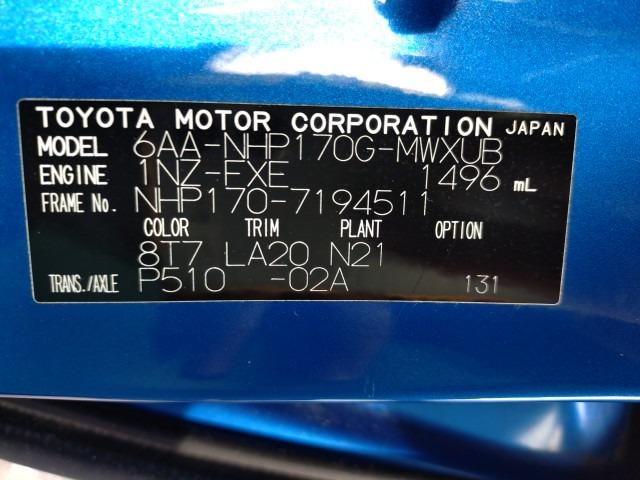 TOYOTA MOTOR CORPORATION JAPAN
MODEL 6AA-NHP170G-MWXUB
ENGINE 1NZ-FXE 1496 mL
FRAME No. NHP170-7194511
COLOR TRIM PLANT OPTION
8T7 LA20 N21
TRANS./AXLE P510 -02A 131